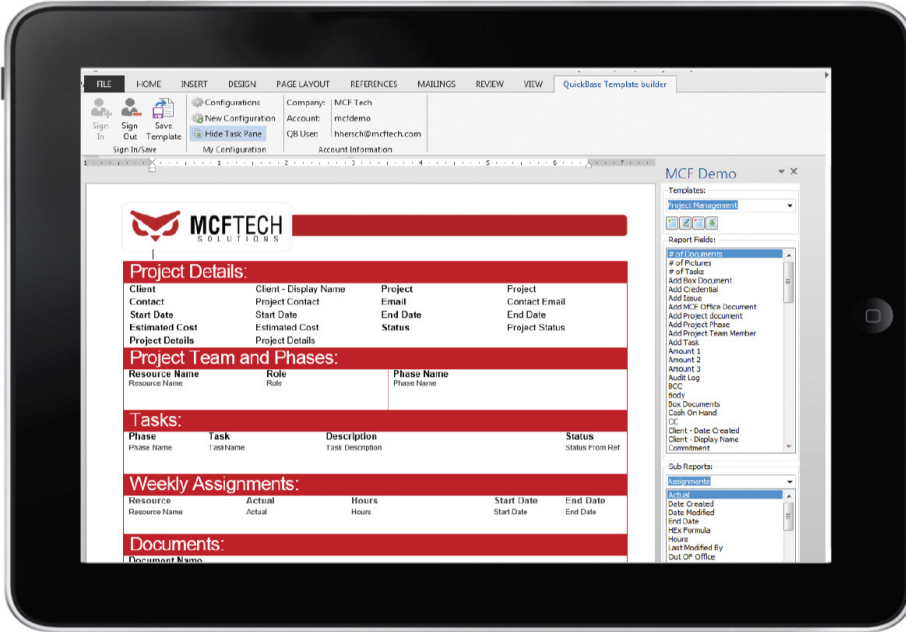 FILE HOME INSERT DESIGN PAGE LAYOUT REFERENCES MAILINGS REVIEW VIEW QuickBase Template builder
Sign In
Sign Out
Save Template
Sign In/Save
Configurations
New Configuration
Hide Task Pane
My Configuration
Company: MCF Tech
Account: mcfdemo
QB User: hhersch@mcftech.com
Account Information
1 1 2 3 4 5 6 7
MCFTECH
SOLUTIONS
Project Details:
Client Client - Display Name Project Project
Contact Project Contact Email Contact Email
Start Date Start Date End Date End Date
Estimated Cost Estimated Cost Status Project Status
Project Details Project Details
Project Team and Phases:
Resource Name Role Phase Name
Resource Name Role Phase Name
Tasks:
Phase Task Description Status
Phase Name TaskName Task Description Status From Ref
Weekly Assignments:
Resource Actual Hours Start Date End Date
Resource Name Actual Hours Start Date End Date
Documents:
Document Name
MCF Demo
Templates:
Project Management
Report Fields:
# of Documents
# of Pictures
# of Tasks
Add Box Document
Add Credential
Add Issue
Add MCF Office Document
Add Project document
Add Project Phase
Add Project Team Member
Add Task
Amount 1
Amount 2
Amount 3
Audit Log
BCC
Body
Box Documents
Cash On Hand
CC
Client - Date Created
Client - Display Name
Commitment
Sub Reports:
Assignments
Actual
Date Created
Date Modified
End Date
HEx Formula
Hours
Last Modified By
Out OF Office